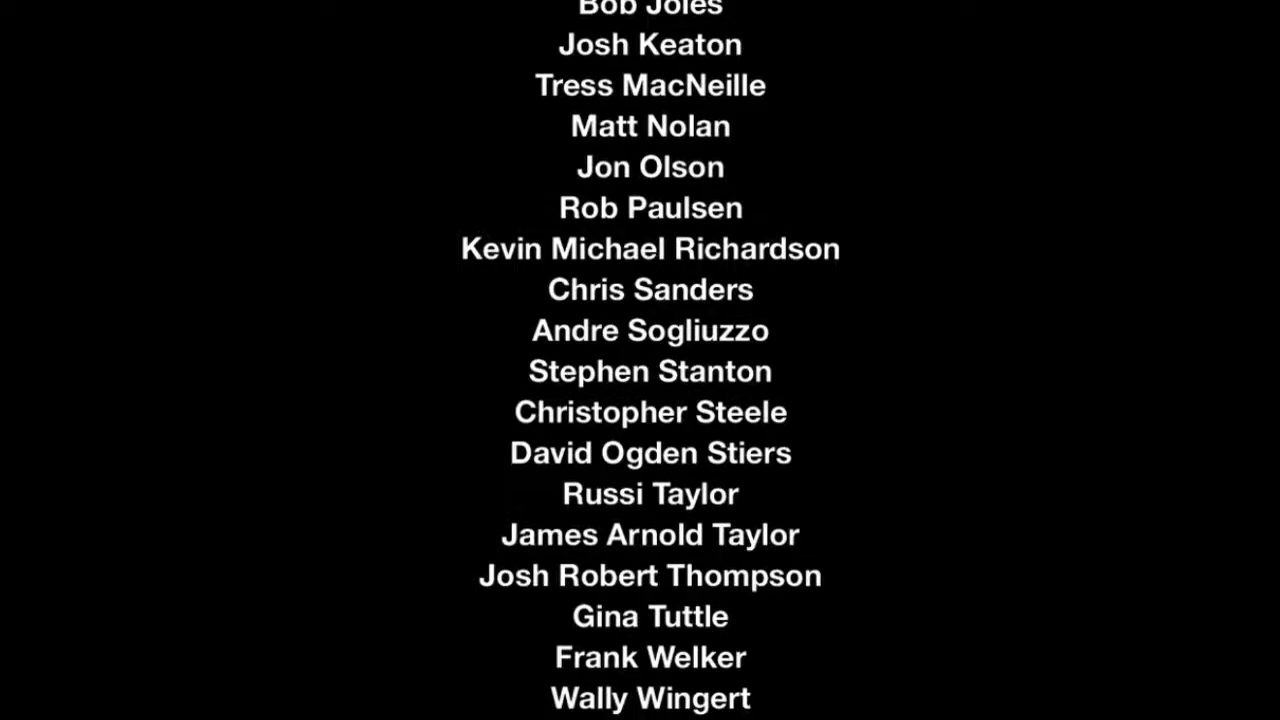 Bob Joles
Josh Keaton
Tress MacNeille
Matt Nolan
Jon Olson
Rob Paulsen
Kevin Michael Richardson
Chris Sanders
Andre Sogliuzzo
Stephen Stanton
Christopher Steele
David Ogden Stiers
Russi Taylor
James Arnold Taylor
Josh Robert Thompson
Gina Tuttle
Frank Welker
Wally Wingert